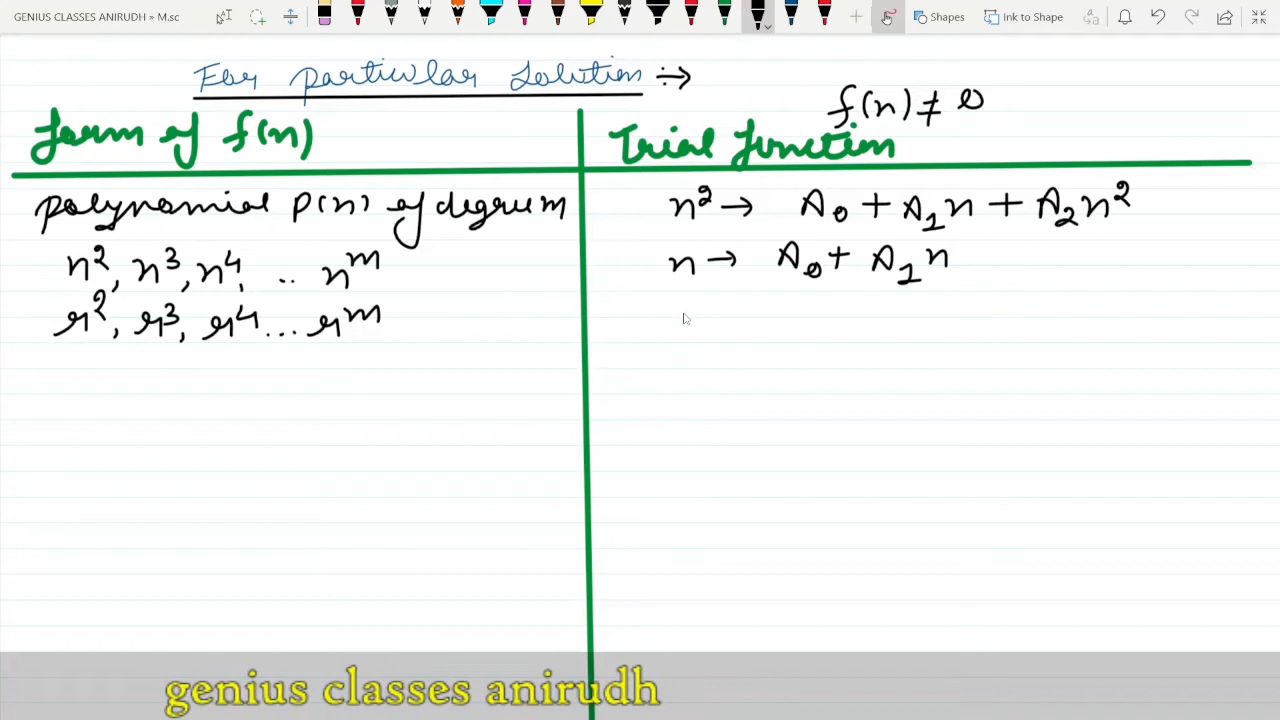 GENIUS CLASSES ANIRUDH » M.sc
Shapes
Ink to Shape
For particular solution :→
f(n) ≠ 0
form of f(n)
Trial function
polynomial P(n) of degree m
n², n³, n⁴, .. nᵐ
r², r³, r⁴ ... rᵐ
n² → A₀ + A₁n + A₂n²
n → A₀ + A₁n
genius classes anirudh